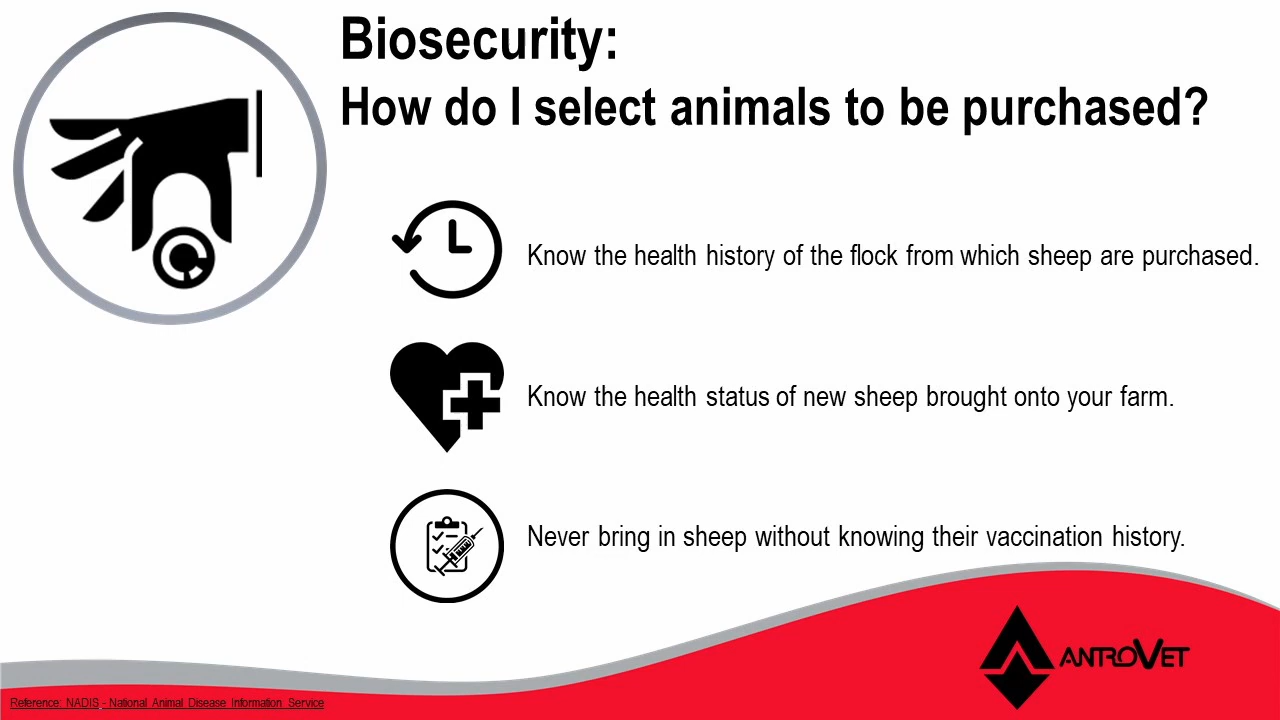 Biosecurity:
How do I select animals to be purchased?
Know the health history of the flock from which sheep are purchased.
Know the health status of new sheep brought onto your farm.
Never bring in sheep without knowing their vaccination history.
ANTROVET
Reference: NADIS - National Animal Disease Information Service